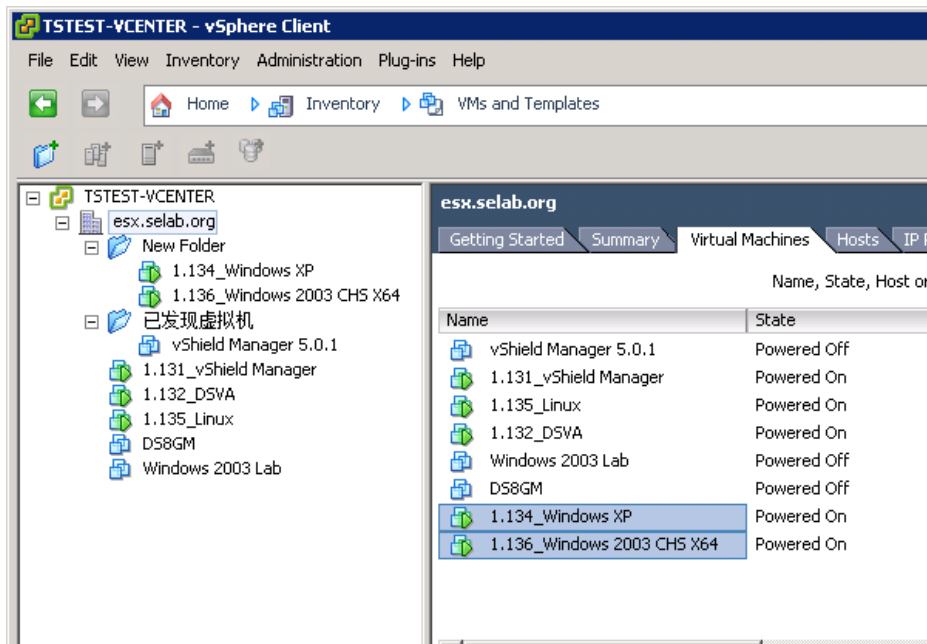 TSTEST-VCENTER - vSphere Client
File Edit View Inventory Administration Plug-ins Help
Home Inventory VMs and Templates
TSTEST-VCENTER
esx.selab.org
New Folder
1.134_Windows XP
1.136_Windows 2003 CHS X64
已发现虚拟机
vShield Manager 5.0.1
1.131_vShield Manager
1.132_DSVA
1.135_Linux
DS8GM
Windows 2003 Lab
esx.selab.org
Getting Started Summary Virtual Machines Hosts IP
Name, State, Host or
Name State
vShield Manager 5.0.1 Powered Off
1.131_vShield Manager Powered On
1.135_Linux Powered On
1.132_DSVA Powered On
Windows 2003 Lab Powered Off
DS8GM Powered Off
1.134_Windows XP Powered On
1.136_Windows 2003 CHS X64 Powered On